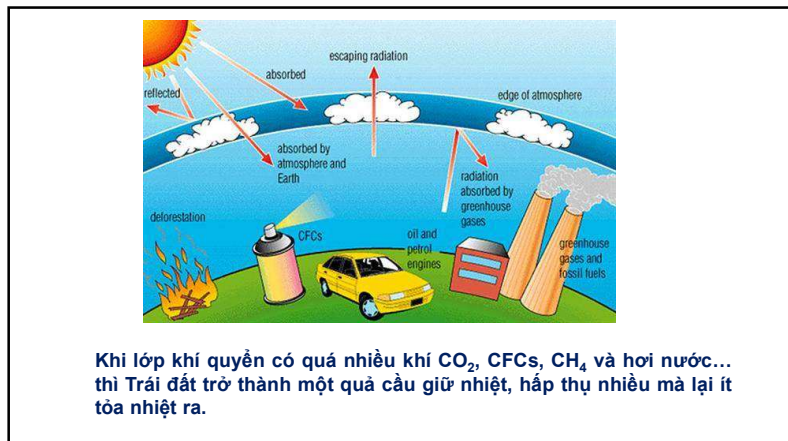 escaping radiation
absorbed
reflected
edge of atmosphere
absorbed by
atmosphere and
Earth
radiation
absorbed by
greenhouse
gases
deforestation
CFCs
oil and
petrol
engines
greenhouse
gases and
fossil fuels
Khi lớp khí quyển có quá nhiều khí CO₂, CFCs, CH₄ và hơi nước…
thì Trái đất trở thành một quả cầu giữ nhiệt, hấp thụ nhiều mà lại ít
tỏa nhiệt ra.